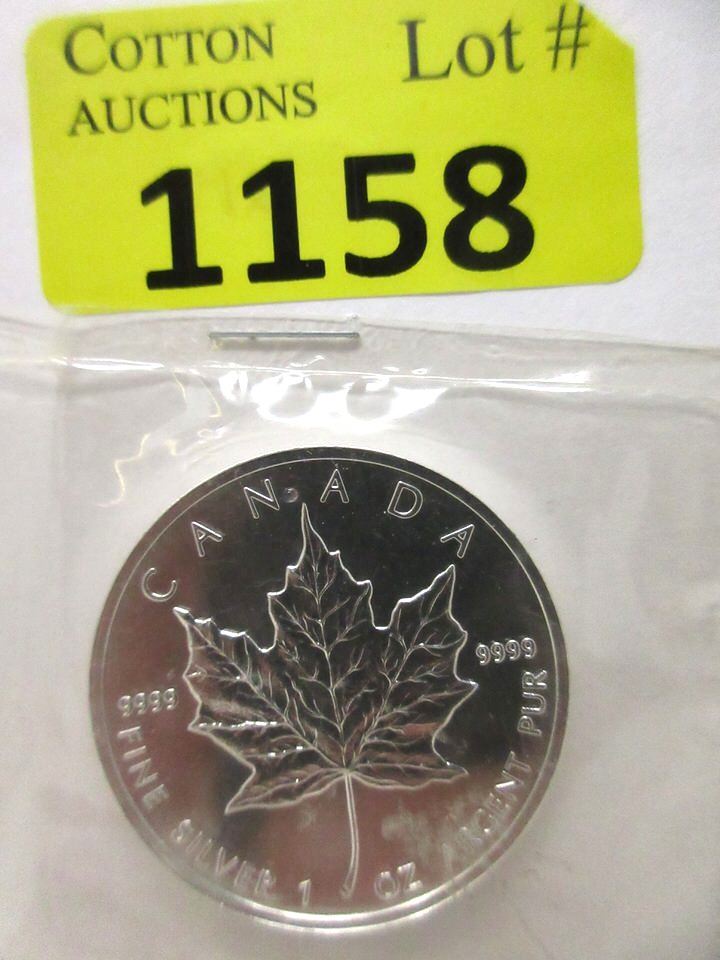 COTTON
AUCTIONS
Lot #
1158
CANADA
9999
9999
FINE SILVER 1 OZ ARGENT PUR